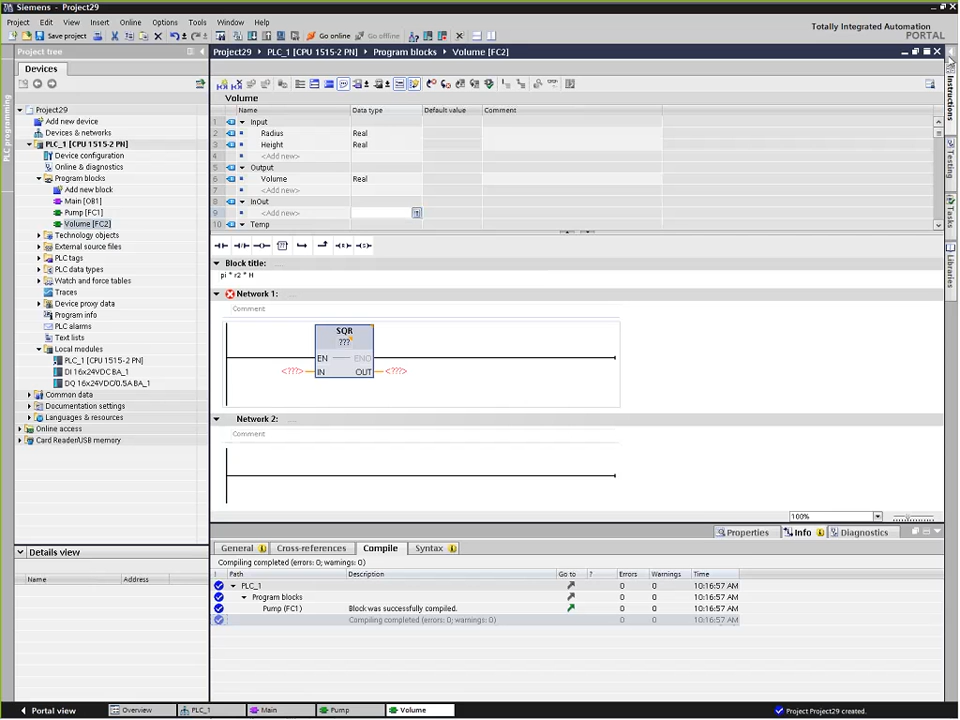 Siemens - Project29
Project Edit View Insert Online Options Tools Window Help
Totally Integrated Automation
PORTAL
Save project Go online Go offline
Project tree
Project29 PLC_1 [CPU 1515-2 PN] Program blocks Volume [FC2]
Devices
PLC programming
Volume
Name Data type Default value Comment
1 Input
2 Radius Real
3 Height Real
4 <Add new>
5 Output
6 Volume Real
7 <Add new>
8 InOut
9 <Add new>
10 Temp
Project29
Add new device
Devices & networks
PLC_1 [CPU 1515-2 PN]
Device configuration
Online & diagnostics
Program blocks
Add new block
Main [OB1]
Pump [FC1]
Volume [FC2]
Technology objects
External source files
PLC tags
PLC data types
Watch and force tables
Traces
Device proxy data
Program info
PLC alarms
Text lists
Local modules
PLC_1 [CPU 1515-2 PN]
DI 16x24VDC BA_1
DQ 16x24VDC/0.5A BA_1
Common data
Documentation settings
Languages & resources
Online access
Card Reader/USB memory
Block title:
pi * r2 * H
Network 1:
Comment
SQR
???
EN ENO
<???> IN OUT <???>
Network 2:
Comment
100%
Instructions
Testing
Tasks
Libraries
Properties Info Diagnostics
General Cross-references Compile Syntax
Compiling completed (errors: 0; warnings: 0)
! Path Description Go to ? Errors Warnings Time
PLC_1 0 0 10:16:57 AM
Program blocks 0 0 10:16:57 AM
Pump (FC1) Block was successfully compiled. 0 0 10:16:57 AM
Compiling completed (errors: 0; warnings: 0) 0 0 10:16:57 AM
Details view
Name Address
Portal view Overview PLC_1 Main Pump Volume
Project Project29 created.